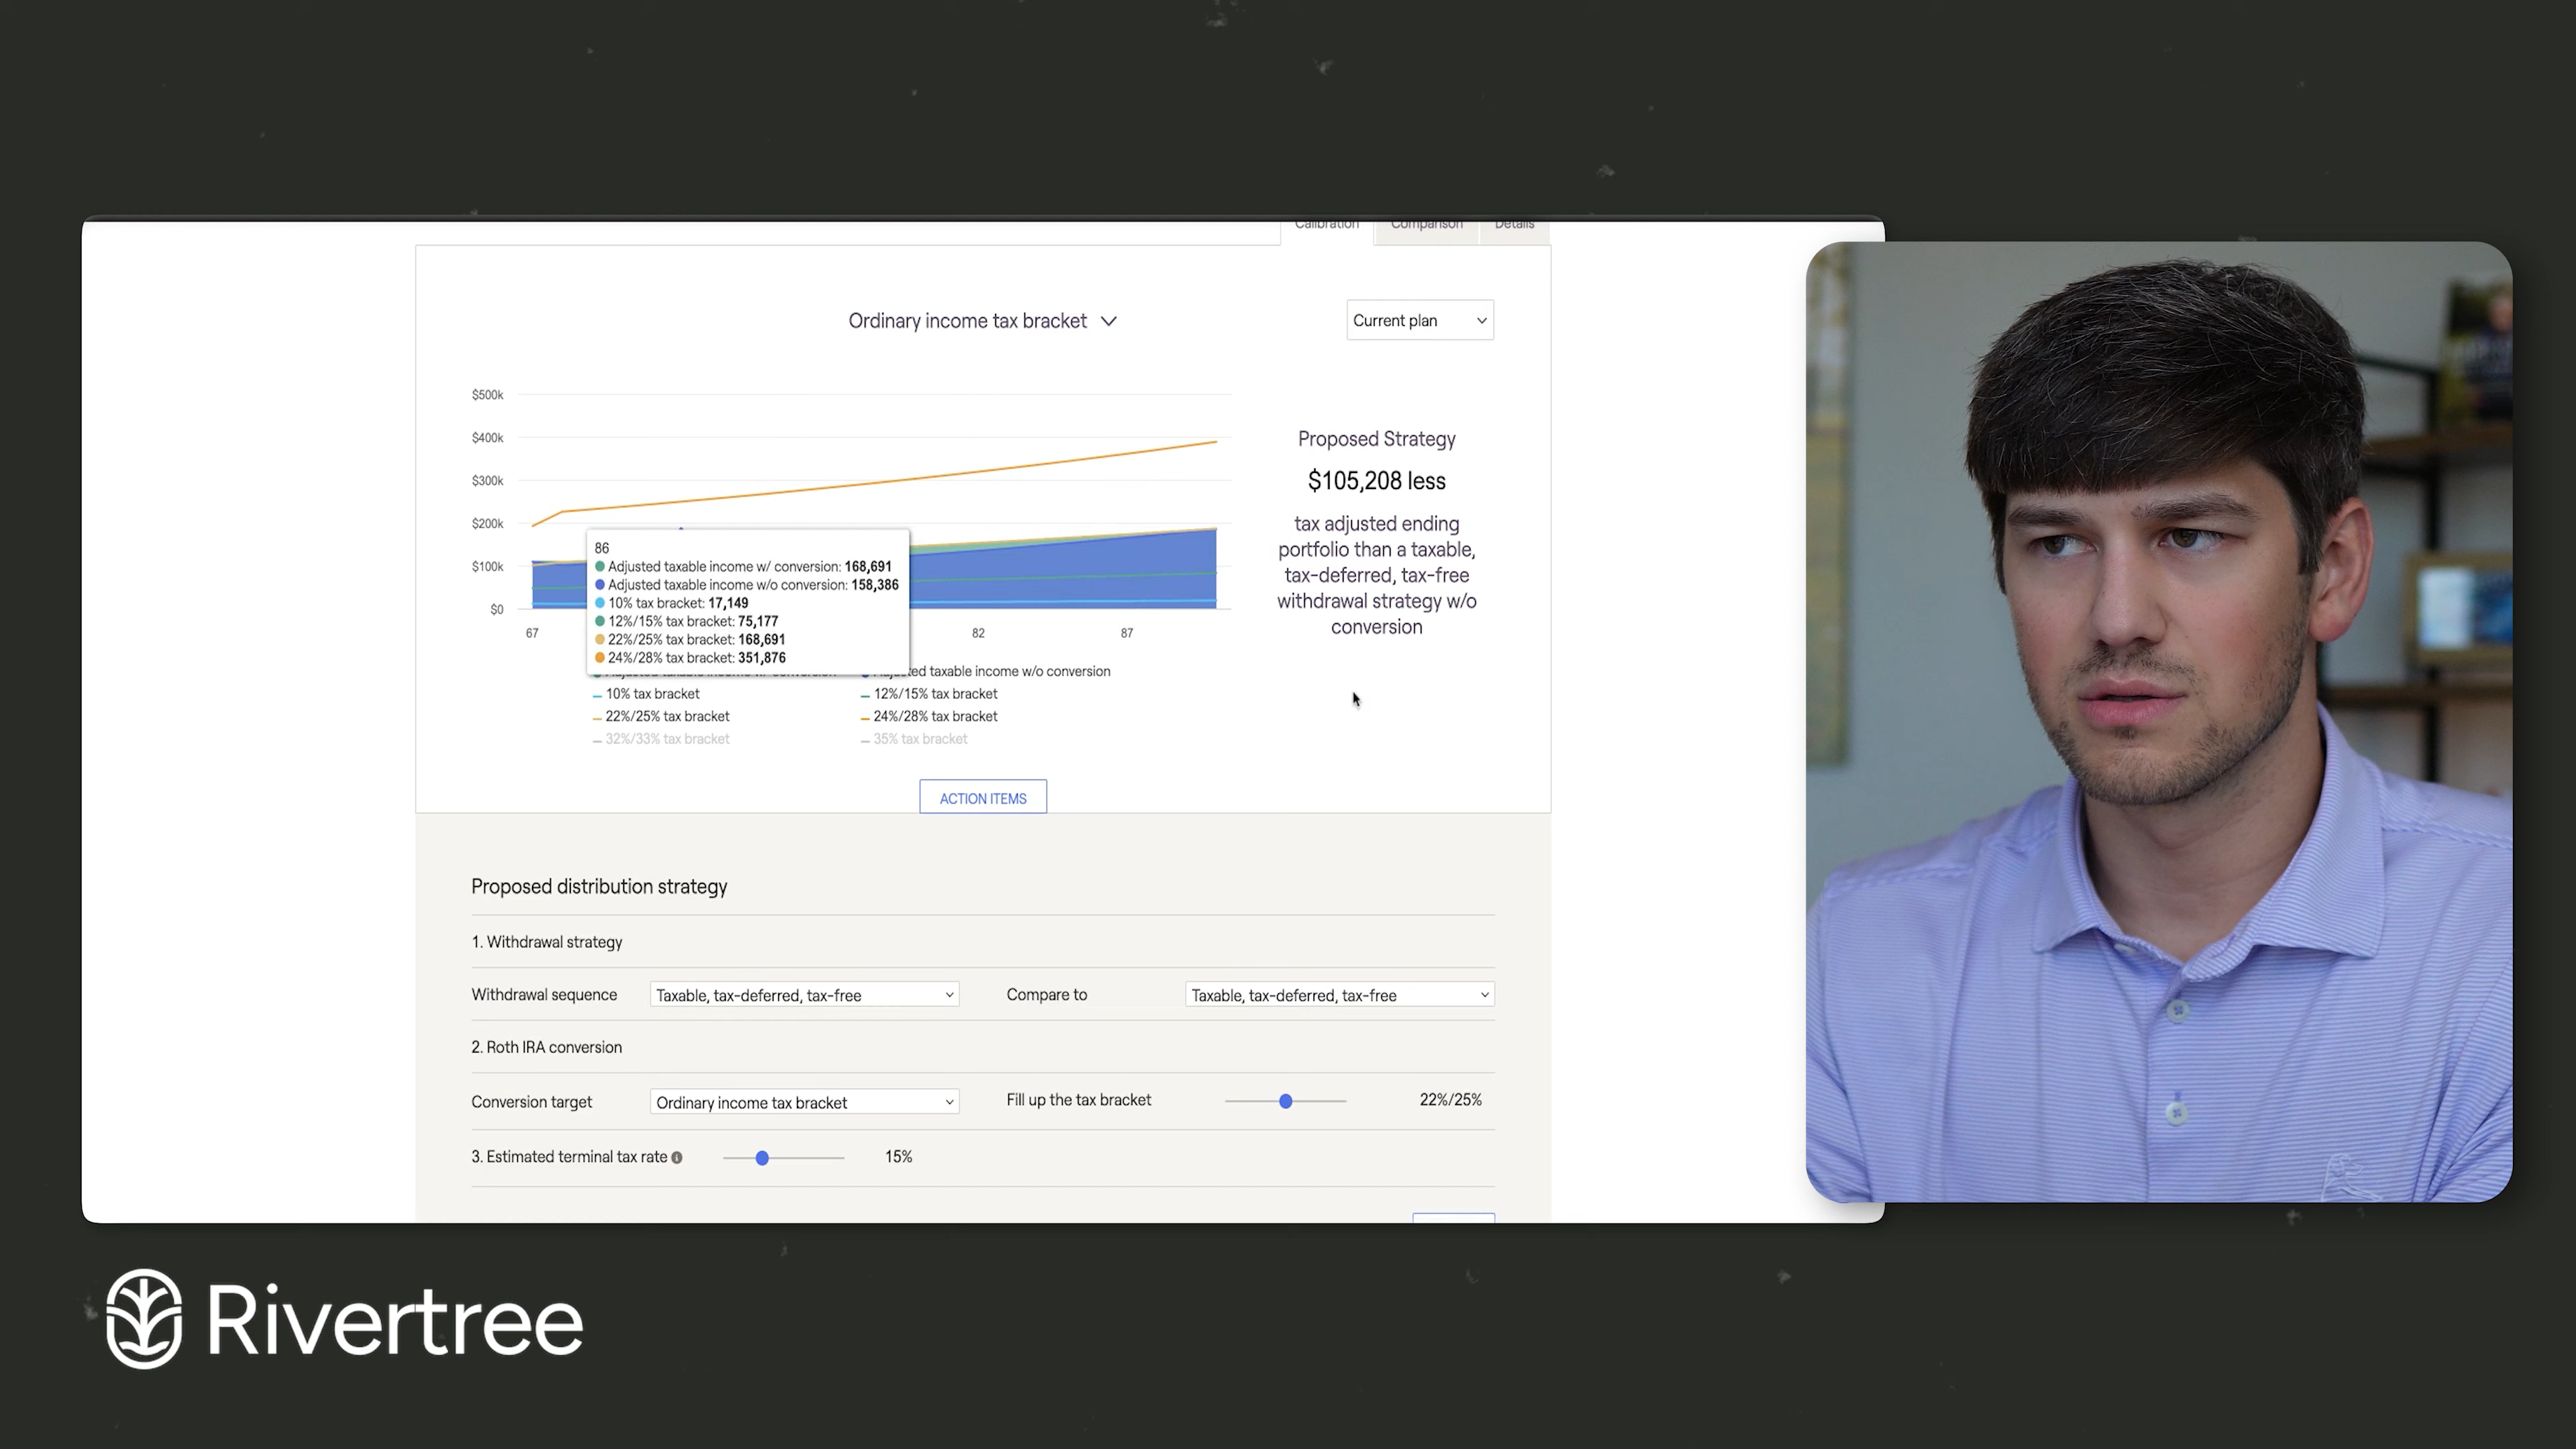 Calibration
Comparison
Details
Ordinary income tax bracket
Current plan
$500k
$400k
$300k
$200k
$100k
$0
67
82
87
86
Adjusted taxable income w/ conversion: 168,691
Adjusted taxable income w/o conversion: 158,386
10% tax bracket: 17,149
12%/15% tax bracket: 75,177
22%/25% tax bracket: 168,691
24%/28% tax bracket: 351,876
Proposed Strategy
$105,208 less
tax adjusted ending
portfolio than a taxable,
tax-deferred, tax-free
withdrawal strategy w/o
conversion
Adjusted taxable income w/o conversion
10% tax bracket
12%/15% tax bracket
22%/25% tax bracket
24%/28% tax bracket
32%/33% tax bracket
35% tax bracket
ACTION ITEMS
Proposed distribution strategy
1. Withdrawal strategy
Withdrawal sequence
Taxable, tax-deferred, tax-free
Compare to
Taxable, tax-deferred, tax-free
2. Roth IRA conversion
Conversion target
Ordinary income tax bracket
Fill up the tax bracket
22%/25%
3. Estimated terminal tax rate
15%
Rivertree